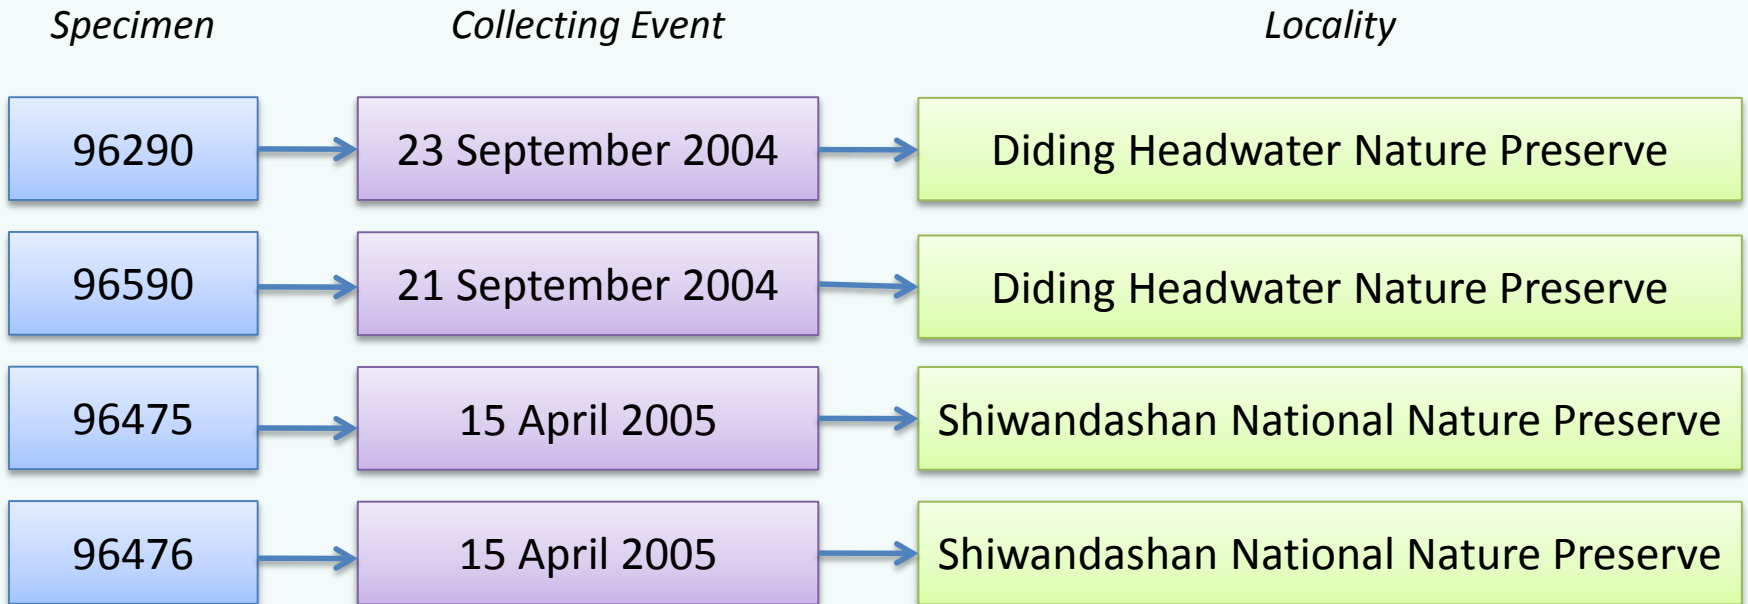 Specimen Collecting Event Locality
96290 23 September 2004 Diding Headwater Nature Preserve
96590 21 September 2004 Diding Headwater Nature Preserve
96475 15 April 2005 Shiwandashan National Nature Preserve
96476 15 April 2005 Shiwandashan National Nature Preserve